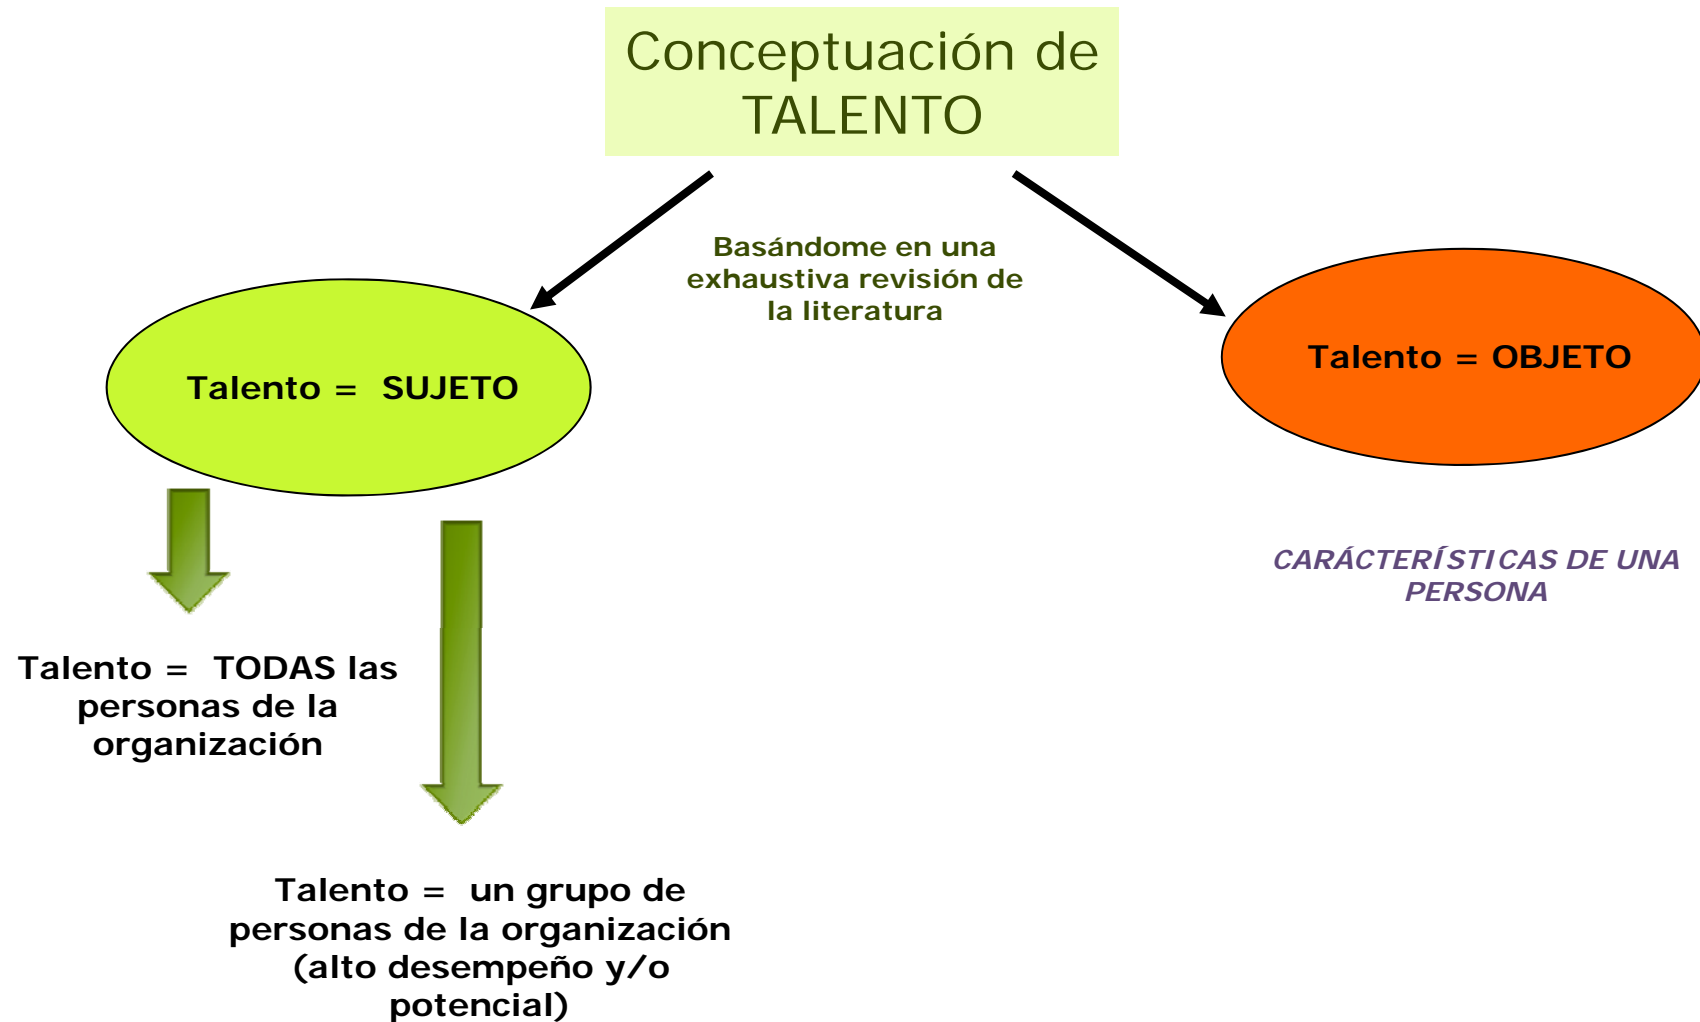 Conceptuación de
TALENTO
Basándome en una
exhaustiva revisión de
la literatura
Talento = SUJETO
Talento = OBJETO
CARÁCTERÍSTICAS DE UNA
PERSONA
Talento = TODAS las
personas de la
organización
Talento = un grupo de
personas de la organización
(alto desempeño y/o
potencial)